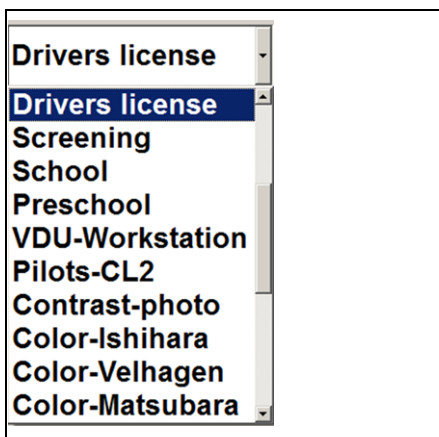 Drivers license
Drivers license
Screening
School
Preschool
VDU-Workstation
Pilots-CL2
Contrast-photo
Color-Ishihara
Color-Velhagen
Color-Matsubara